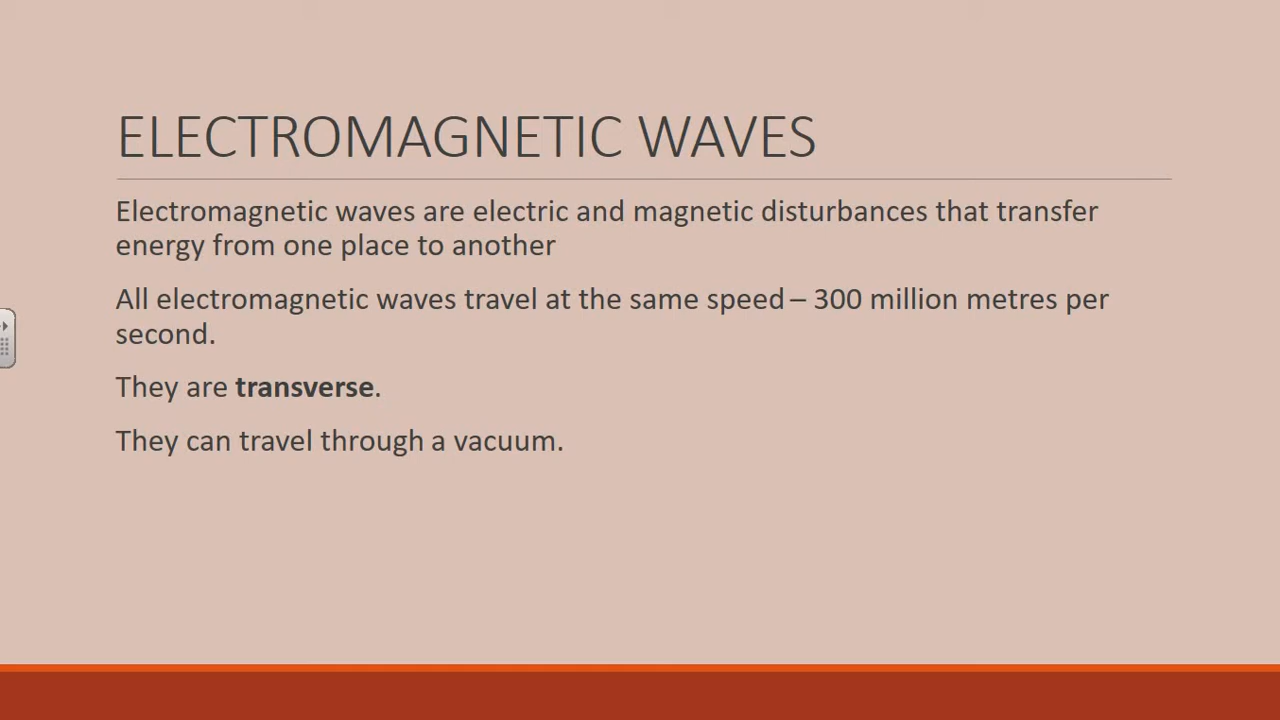 ELECTROMAGNETIC WAVES
Electromagnetic waves are electric and magnetic disturbances that transfer
energy from one place to another
All electromagnetic waves travel at the same speed – 300 million metres per
second.
They are transverse.
They can travel through a vacuum.